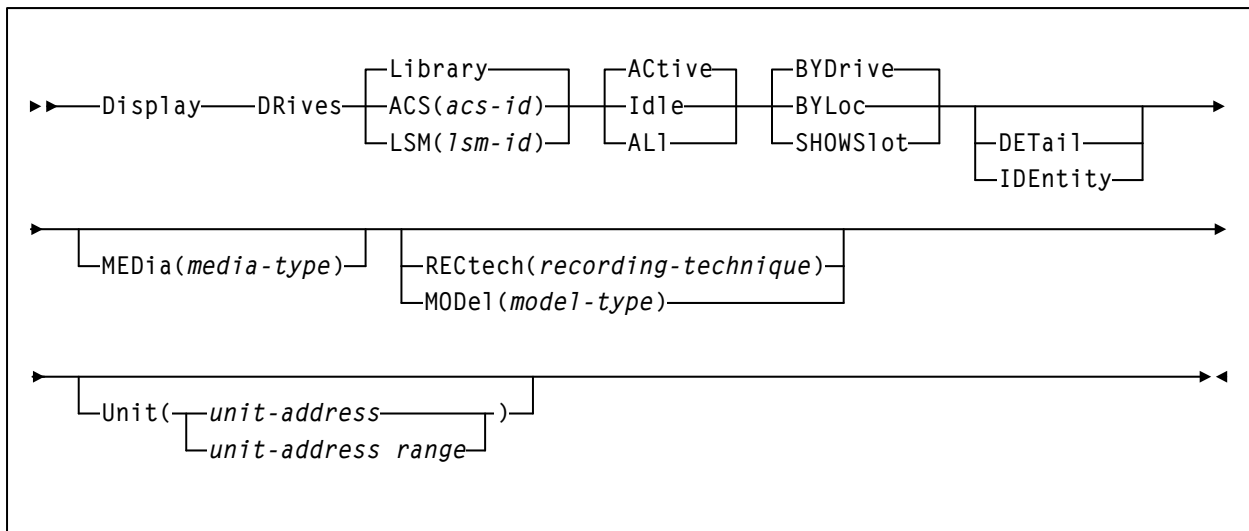 Library ACtive BYDrive
Display DRives ACS(acs-id) Idle BYLoc
LSM(lsm-id) ALl SHOWSlot DETail
IDEntity
MEDia(media-type) RECtech(recording-technique)
MODel(model-type)
Unit( unit-address )
unit-address range